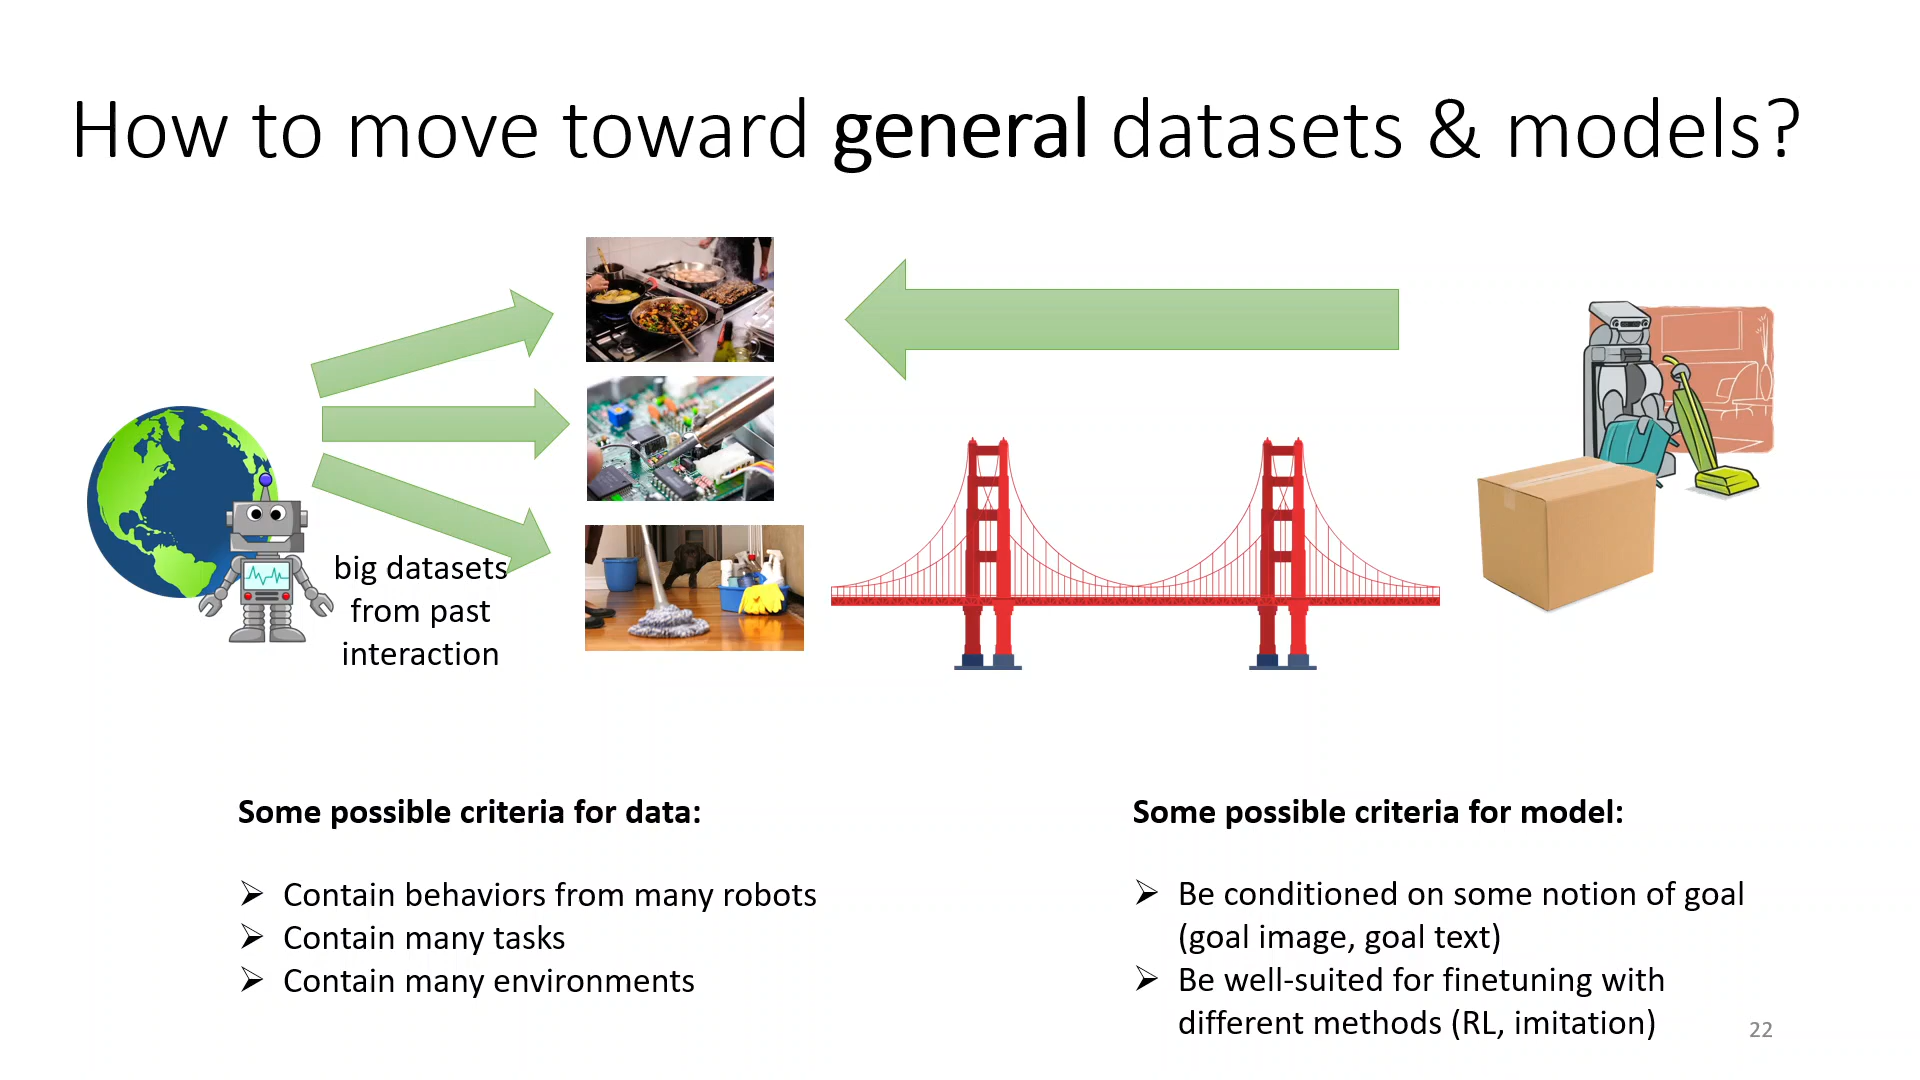 How to move toward general datasets & models?
big datasets
from past
interaction
Some possible criteria for data:
➢ Contain behaviors from many robots
➢ Contain many tasks
➢ Contain many environments
Some possible criteria for model:
➢ Be conditioned on some notion of goal
(goal image, goal text)
➢ Be well-suited for finetuning with
different methods (RL, imitation)
22